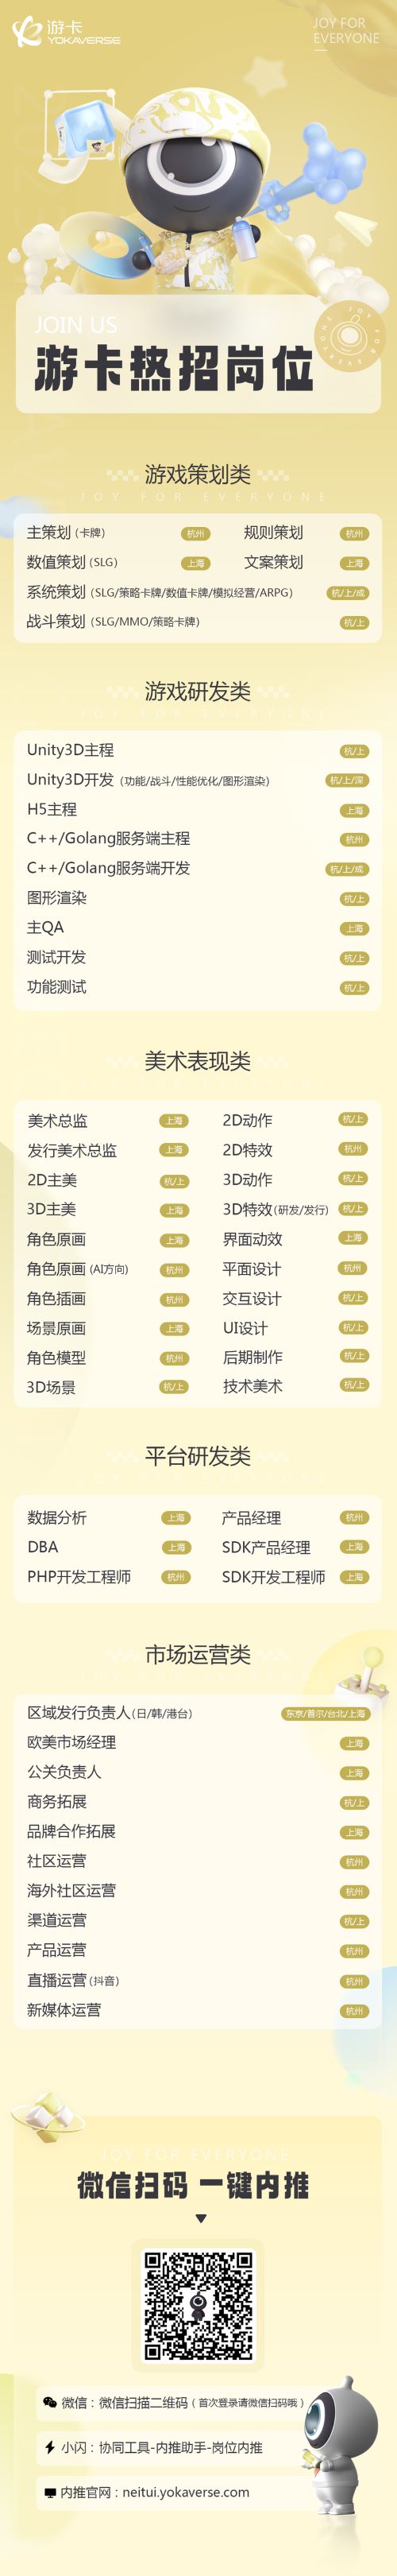 游卡
YOKAVERSE
JOY FOR
EVERYONE
JOIN US
游卡热招岗位
游戏策划类
JOY FOR EVERYONE
主策划(卡牌) 杭州 规则策划 杭州
数值策划(SLG) 上海 文案策划 上海
系统策划(SLG/策略卡牌/数值卡牌/模拟经营/ARPG) 杭/上/成
战斗策划(SLG/MMO/策略卡牌) 杭/上
游戏研发类
Unity3D主程 杭/上
Unity3D开发(功能/战斗/性能优化/图形渲染) 杭/上/深
H5主程 上海
C++/Golang服务端主程 杭州
C++/Golang服务端开发 杭/上/成
图形渲染 杭/上
主QA 上海
测试开发 杭/上
功能测试 杭/上
美术表现类
美术总监 上海 2D动作 杭/上
发行美术总监 上海 2D特效 杭州
2D主美 杭/上 3D动作 杭/上
3D主美 上海 3D特效(研发/发行) 杭/上
角色原画 上海 界面动效 上海
角色原画(AI方向) 杭州 平面设计 杭州
角色插画 杭州 交互设计 杭/上
场景原画 上海 UI设计 杭/上
角色模型 杭州 后期制作 杭/上
3D场景 杭/上 技术美术 杭/上
平台研发类
数据分析 上海 产品经理 杭州
DBA 上海 SDK产品经理 上海
PHP开发工程师 杭州 SDK开发工程师 上海
市场运营类
区域发行负责人(日/韩/港台) 东京/首尔/台北/上海
欧美市场经理 上海
公关负责人 上海
商务拓展 杭/上
品牌合作拓展 上海
社区运营 杭州
海外社区运营 杭州
渠道运营 杭/上
产品运营 杭州
直播运营(抖音) 杭州
新媒体运营 杭州
JOY FOR EVERYONE
微信扫码 一键内推
微信：微信扫描二维码(首次登录请微信扫码哦)
小闪：协同工具-内推助手-岗位内推
内推官网：neitui.yokaverse.com